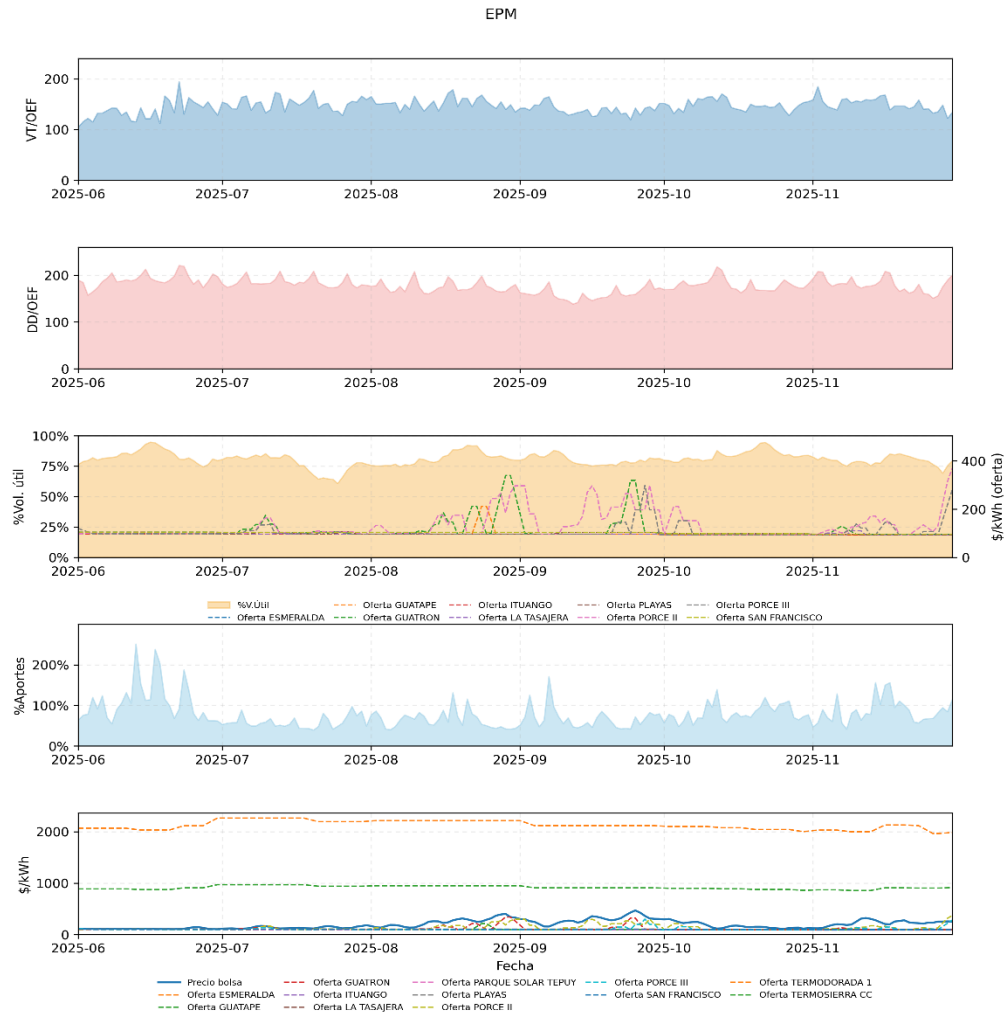 EPM
VT/OEF
200
100
0
2025-06 2025-07 2025-08 2025-09 2025-10 2025-11
DD/OEF
200
100
0
2025-06 2025-07 2025-08 2025-09 2025-10 2025-11
%Vol. útil
100%
75%
50%
25%
0%
400
200
0
$/kWh (oferta)
2025-06 2025-07 2025-08 2025-09 2025-10 2025-11
%V.Útil Oferta GUATAPE Oferta ITUANGO Oferta PLAYAS Oferta PORCE III
Oferta ESMERALDA Oferta GUATRON Oferta LA TASAJERA Oferta PORCE II Oferta SAN FRANCISCO
%Aportes
200%
100%
0%
2025-06 2025-07 2025-08 2025-09 2025-10 2025-11
$/kWh
2000
1000
0
2025-06 2025-07 2025-08 2025-09 2025-10 2025-11
Fecha
Precio bolsa Oferta GUATRON Oferta PARQUE SOLAR TEPUY Oferta PORCE III Oferta TERMODORADA 1
Oferta ESMERALDA Oferta ITUANGO Oferta PLAYAS Oferta SAN FRANCISCO Oferta TERMOSIERRA CC
Oferta GUATAPE Oferta LA TASAJERA Oferta PORCE II